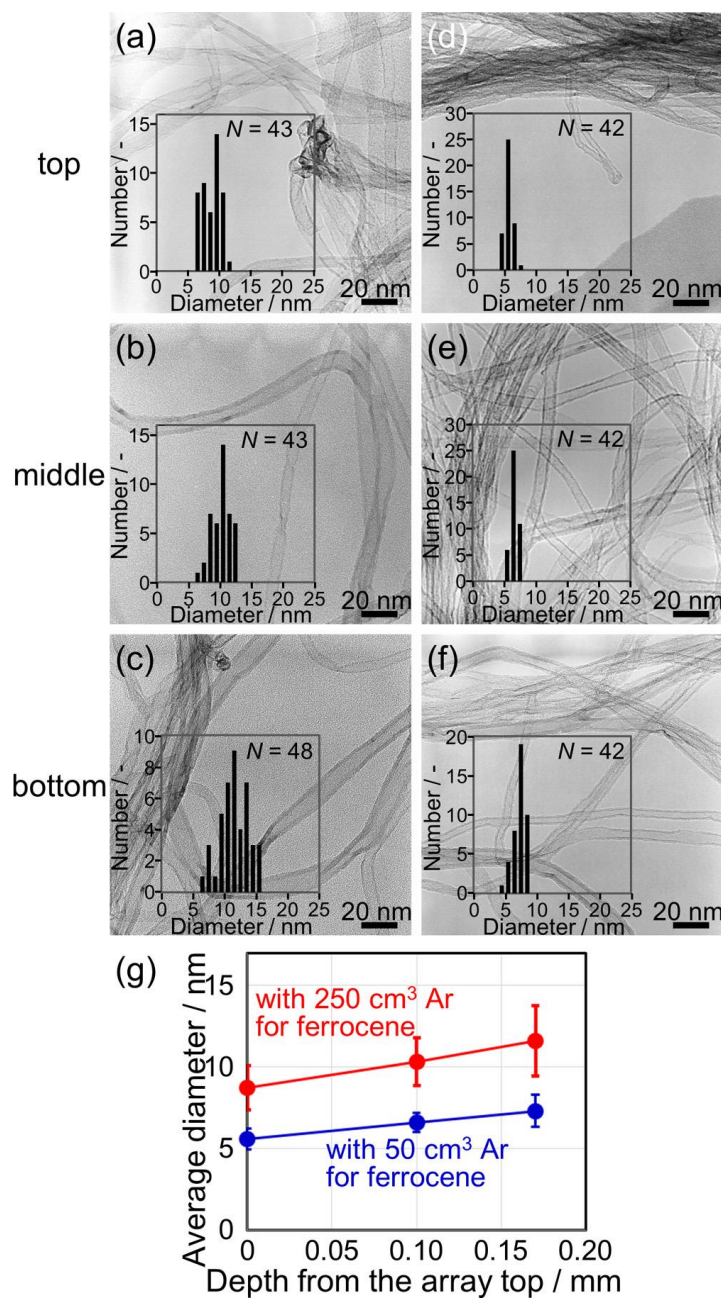 (a)
(d)
top
N = 43
N = 42
Number / -
15
10
5
0
0 5 10 15 20 25
Diameter / nm
20 nm
Number / -
30
25
20
15
10
5
0
0 5 10 15 20 25
Diameter / nm
20 nm
(b)
(e)
middle
N = 43
N = 42
Number / -
15
10
5
0
0 5 10 15 20 25
Diameter / nm
20 nm
Number / -
30
25
20
15
10
5
0
0 5 10 15 20 25
Diameter / nm
20 nm
(c)
(f)
bottom
N = 48
N = 42
Number / -
10
8
6
4
2
0
0 5 10 15 20 25
Diameter / nm
20 nm
Number / -
20
15
10
5
0
0 5 10 15 20 25
Diameter / nm
20 nm
(g)
Average diameter / nm
15
10
5
0
with 250 cm³ Ar
for ferrocene
with 50 cm³ Ar
for ferrocene
0 0.05 0.10 0.15 0.20
Depth from the array top / mm